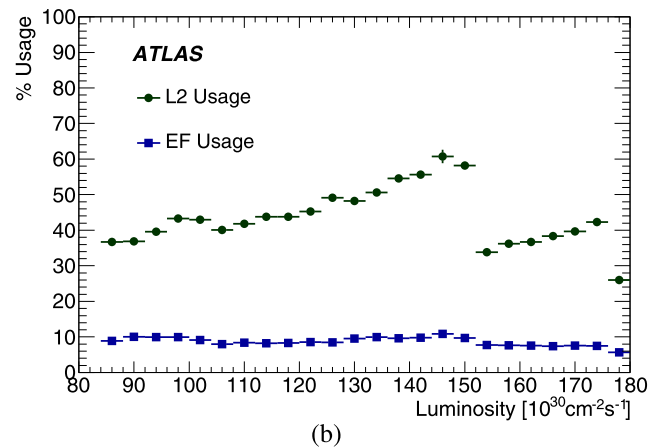 % Usage
100
90
80
70
60
50
40
30
20
10
0
ATLAS
L2 Usage
EF Usage
80 90 100 110 120 130 140 150 160 170 180
Luminosity [10³⁰cm⁻²s⁻¹]
(b)